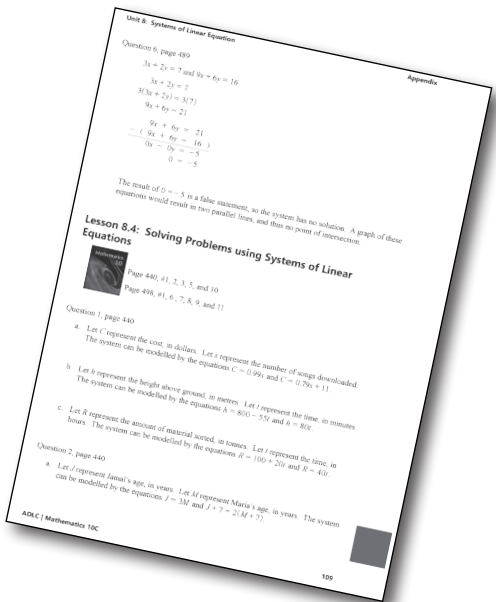 Unit 8: Systems of Linear Equation
Appendix
Question 6, page 489
3x + 2y = 7 and 9x + 6y = 16
3x + 2y = 7
3(3x + 2y) = 3(7)
9x + 6y = 21
9x + 6y = 21
− ( 9x + 6y = 16 )
0x − 0y = −5
0 = −5
The result of 0 = −5 is a false statement, so the system has no solution. A graph of these
equations would result in two parallel lines, and thus no point of intersection.
Lesson 8.4: Solving Problems using Systems of Linear
Equations
Mathematics
10
Page 440, #1, 2, 3, 5, and 10
Page 498, #1, 6, 7, 8, 9, and 11
Question 1, page 440
a. Let C represent the cost, in dollars. Let s represent the number of songs downloaded.
The system can be modelled by the equations C = 0.99s and C = 0.79s + 11.
b. Let h represent the height above ground, in metres. Let t represent the time, in minutes.
The system can be modelled by the equations h = 800 − 55t and h = 80t.
c. Let R represent the amount of material sorted, in tonnes. Let t represent the time, in
hours. The system can be modelled by the equations R = 100 + 20t and R = 40t.
Question 2, page 440
a. Let J represent Jamal's age, in years. Let M represent Maria's age, in years. The system
can be modelled by the equations J = 3M and J + 7 = 2(M + 7).
ADLC | Mathematics 10C
109